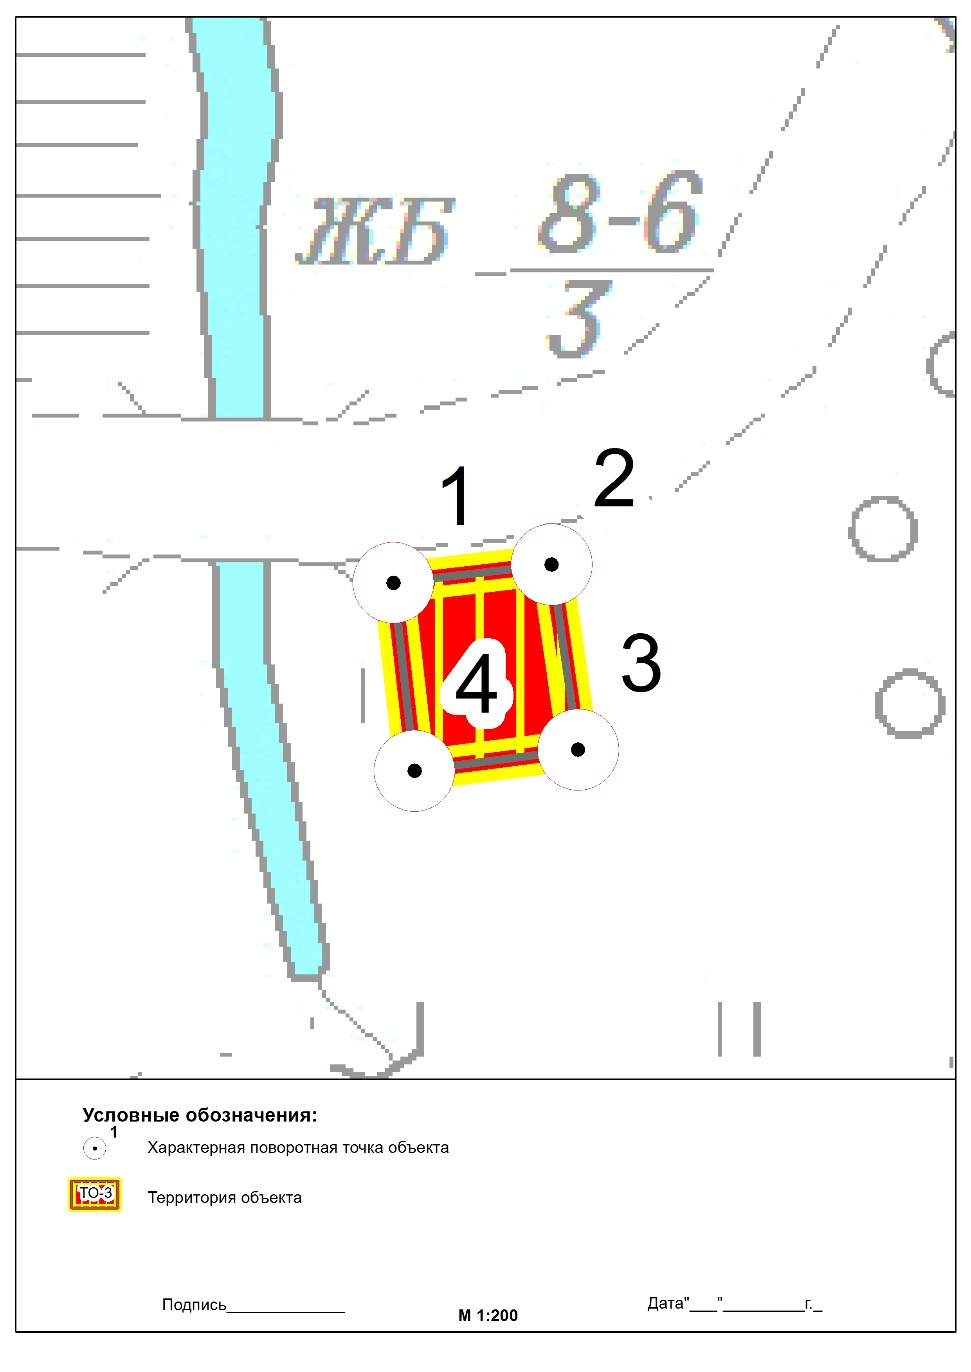 ЖБ 8-6
3
1
2
3
4
Условные обозначения:
1
Характерная поворотная точка объекта
ТО-3
Территория объекта
Подпись______________
М 1:200
Дата"___"_________г._